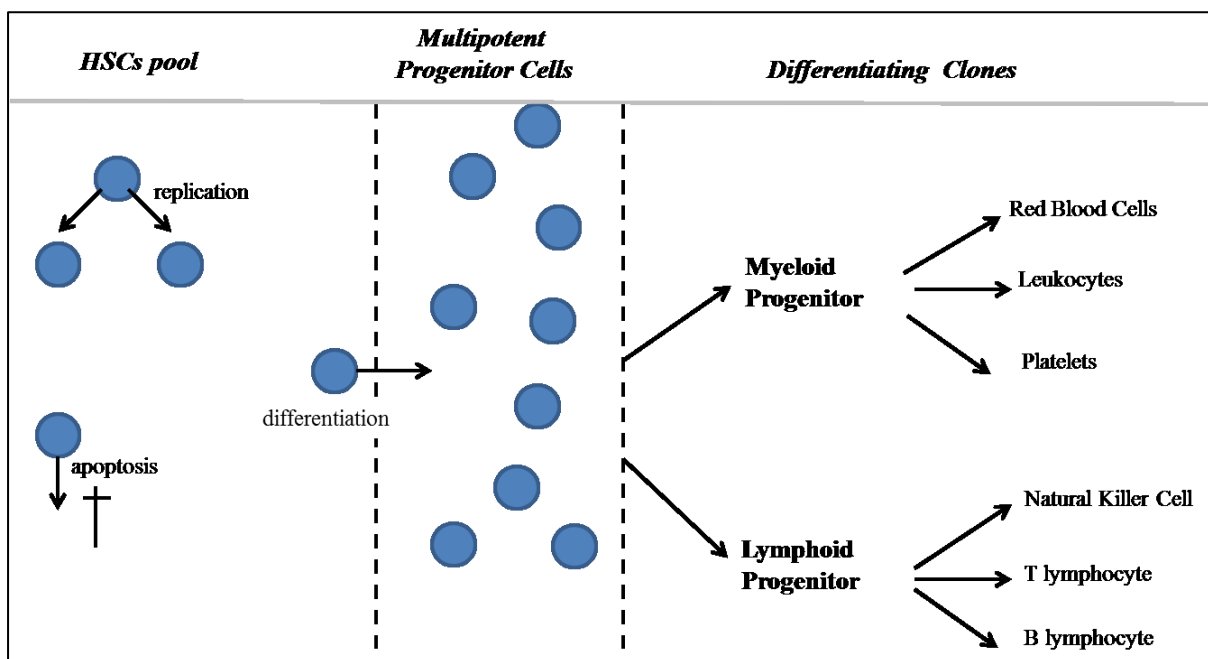 HSCs pool
Multipotent
Progenitor Cells
Differentiating Clones
replication
differentiation
apoptosis
Myeloid
Progenitor
Red Blood Cells
Leukocytes
Platelets
Lymphoid
Progenitor
Natural Killer Cell
T lymphocyte
B lymphocyte